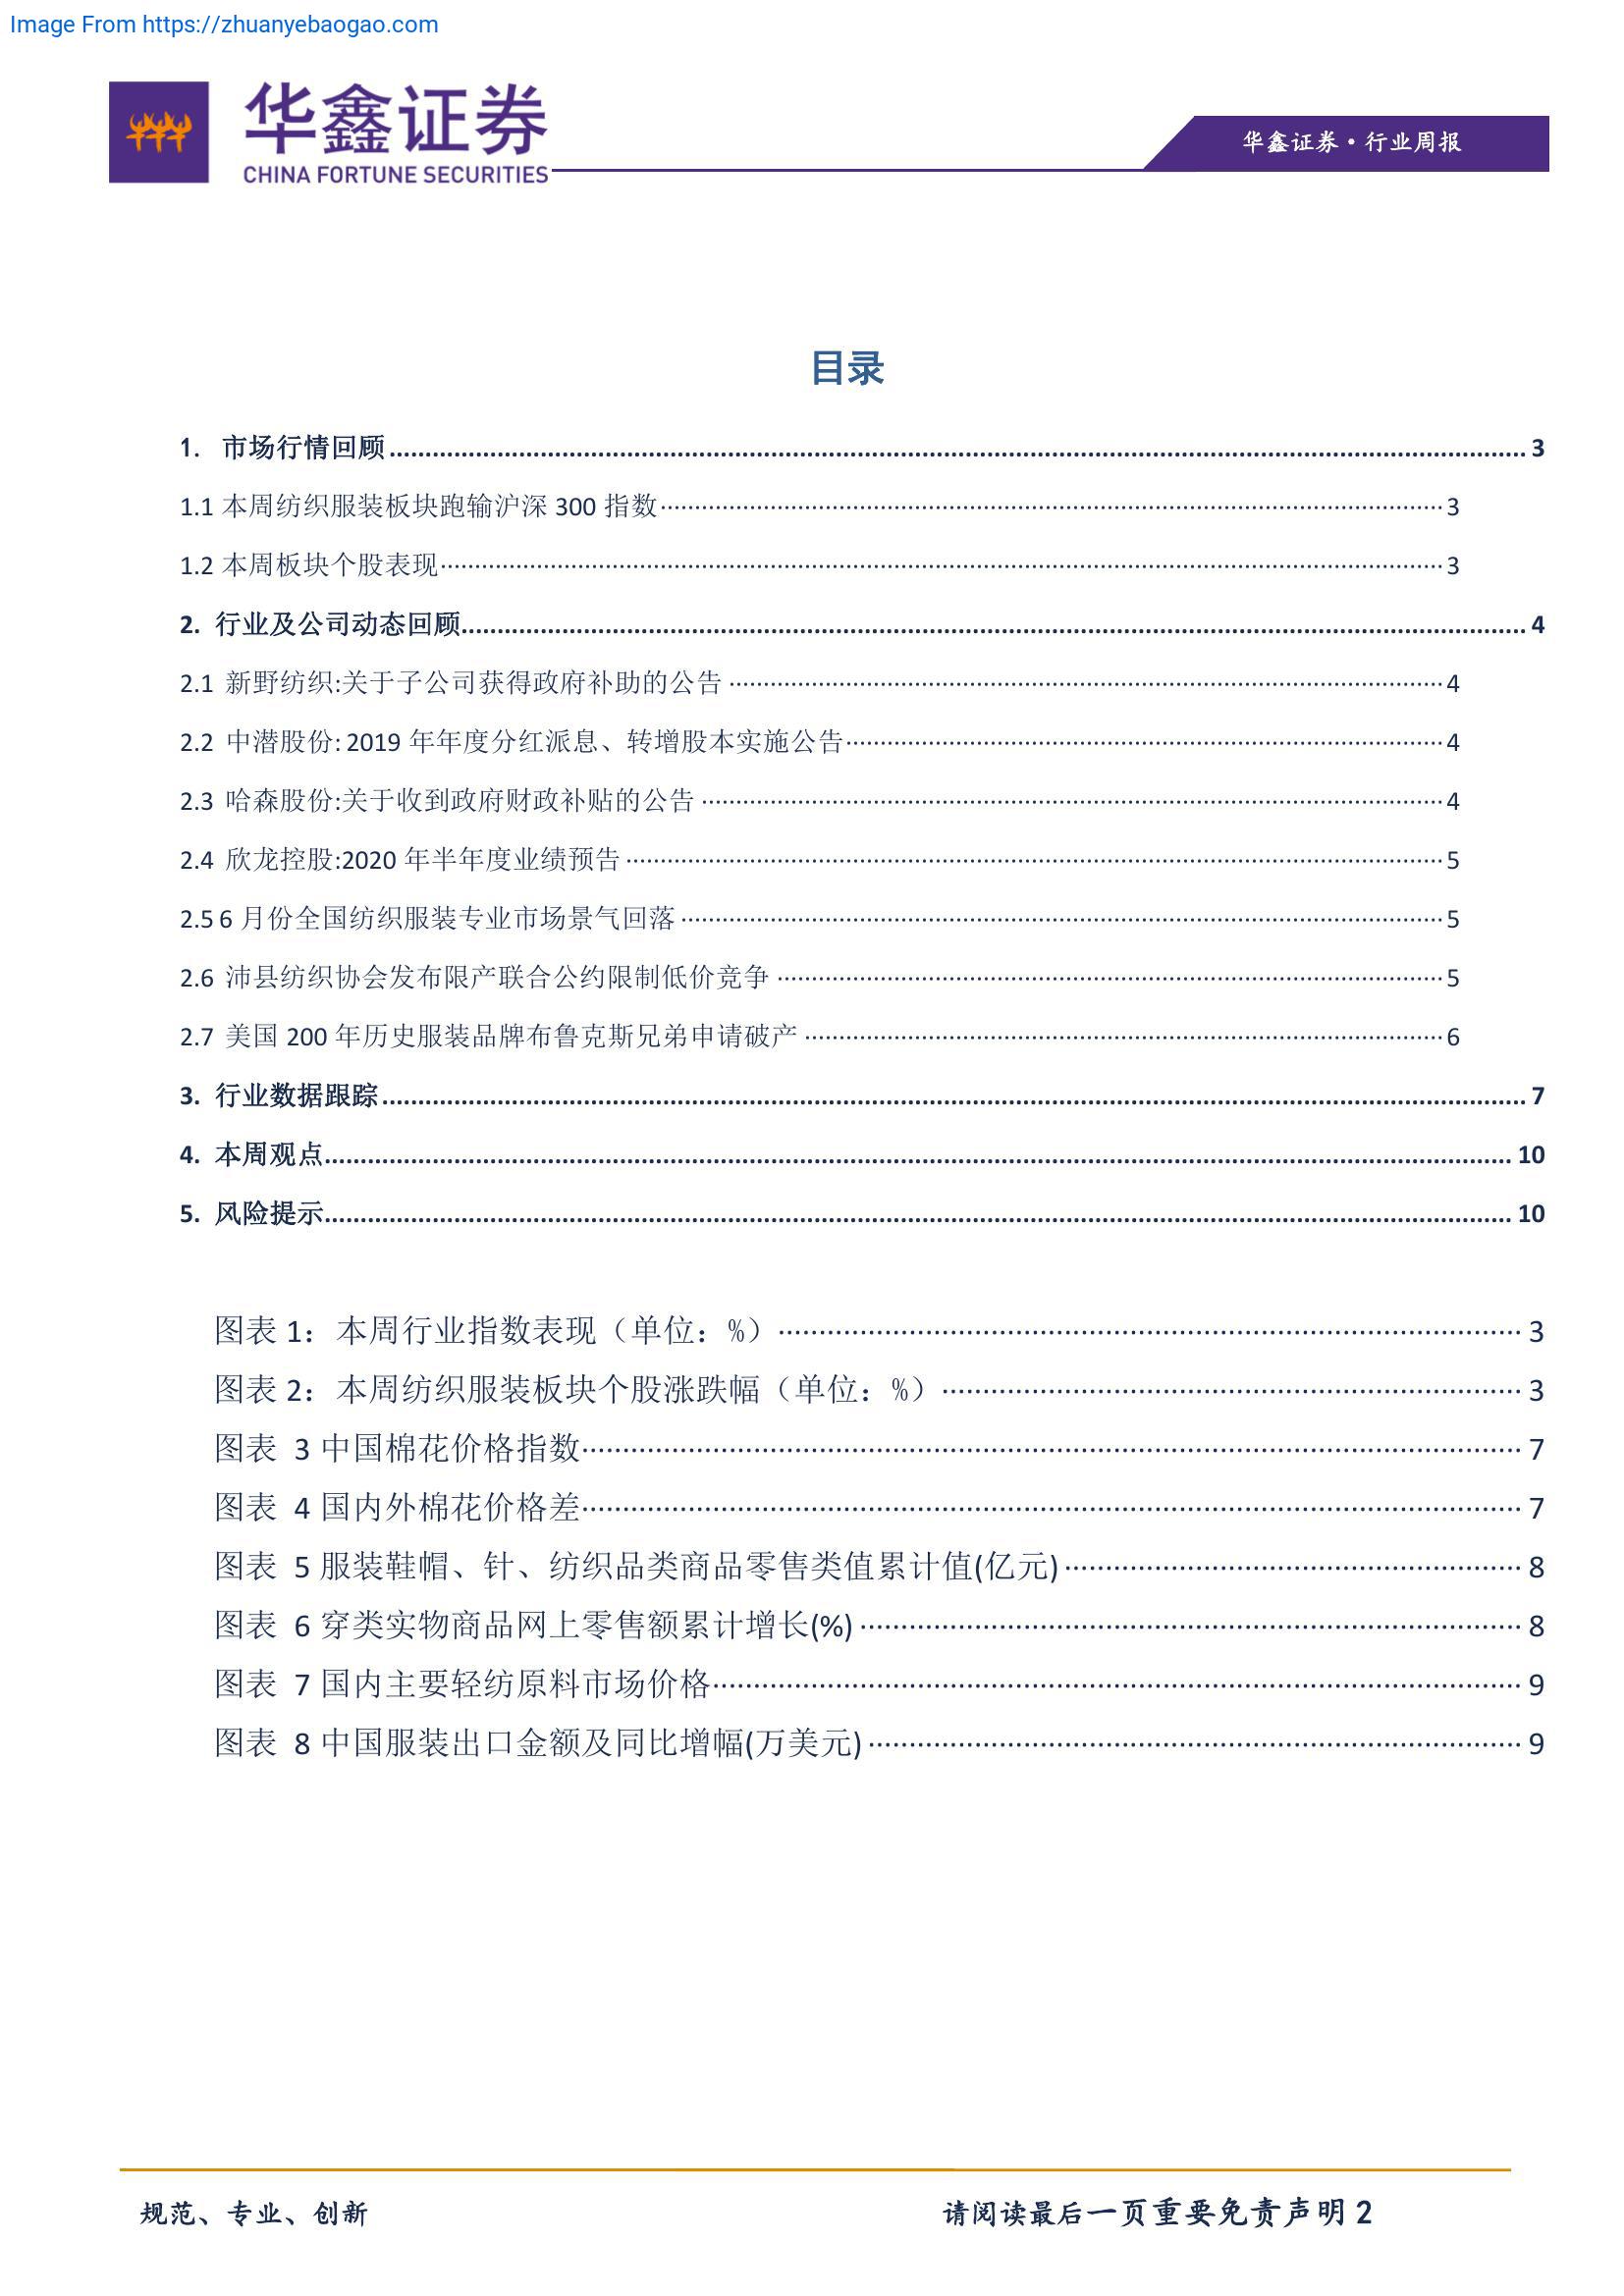 Image From https://zhuanyebaogao.com
华鑫证券
CHINA FORTUNE SECURITIES
华鑫证券·行业周报
目录
1. 市场行情回顾 3
1.1 本周纺织服装板块跑输沪深 300 指数 3
1.2 本周板块个股表现 3
2. 行业及公司动态回顾 4
2.1 新野纺织:关于子公司获得政府补助的公告 4
2.2 中潜股份: 2019 年年度分红派息、转增股本实施公告 4
2.3 哈森股份:关于收到政府财政补贴的公告 4
2.4 欣龙控股:2020 年半年度业绩预告 5
2.5 6 月份全国纺织服装专业市场景气回落 5
2.6 沛县纺织协会发布限产联合公约限制低价竞争 5
2.7 美国 200 年历史服装品牌布鲁克斯兄弟申请破产 6
3. 行业数据跟踪 7
4. 本周观点 10
5. 风险提示 10
图表 1：本周行业指数表现（单位：%） 3
图表 2：本周纺织服装板块个股涨跌幅（单位：%） 3
图表 3 中国棉花价格指数 7
图表 4 国内外棉花价格差 7
图表 5 服装鞋帽、针、纺织品类商品零售类值累计值(亿元) 8
图表 6 穿类实物商品网上零售额累计增长(%) 8
图表 7 国内主要轻纺原料市场价格 9
图表 8 中国服装出口金额及同比增幅(万美元) 9
规范、专业、创新 请阅读最后一页重要免责声明 2